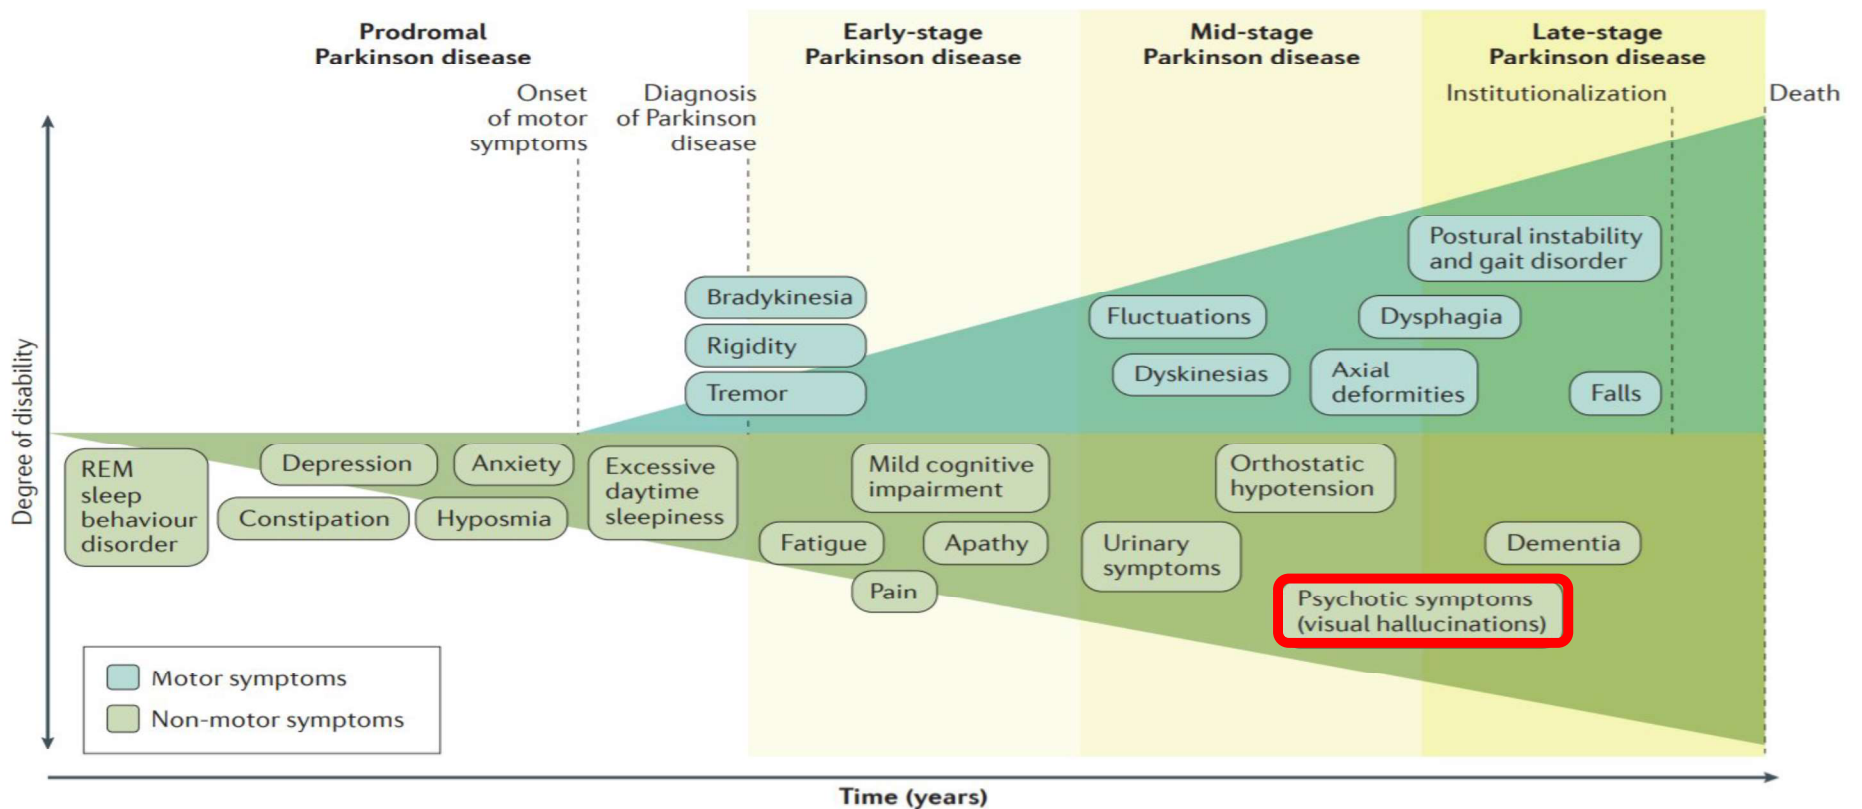 Prodromal
Parkinson disease
Early-stage
Parkinson disease
Mid-stage
Parkinson disease
Late-stage
Parkinson disease
Onset
of motor
symptoms
Diagnosis
of Parkinson
disease
Institutionalization
Death
Degree of disability
Postural instability
and gait disorder
Bradykinesia
Rigidity
Tremor
Fluctuations
Dysphagia
Dyskinesias
Axial
deformities
Falls
REM
sleep
behaviour
disorder
Depression
Anxiety
Constipation
Hyposmia
Excessive
daytime
sleepiness
Mild cognitive
impairment
Fatigue
Apathy
Pain
Orthostatic
hypotension
Urinary
symptoms
Dementia
Psychotic symptoms
(visual hallucinations)
Motor symptoms
Non-motor symptoms
Time (years)